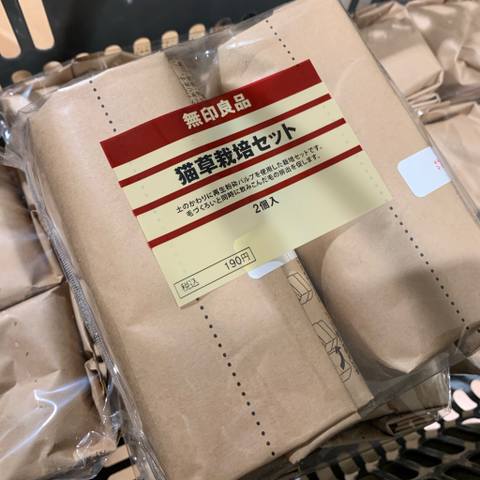 無印良品
猫草栽培セット
土のかわりに再生粉砕パルプを使用した栽培セットです。
毛づくろいと同時に飲みこんだ毛の排出を促します。
2個入
税込 190円